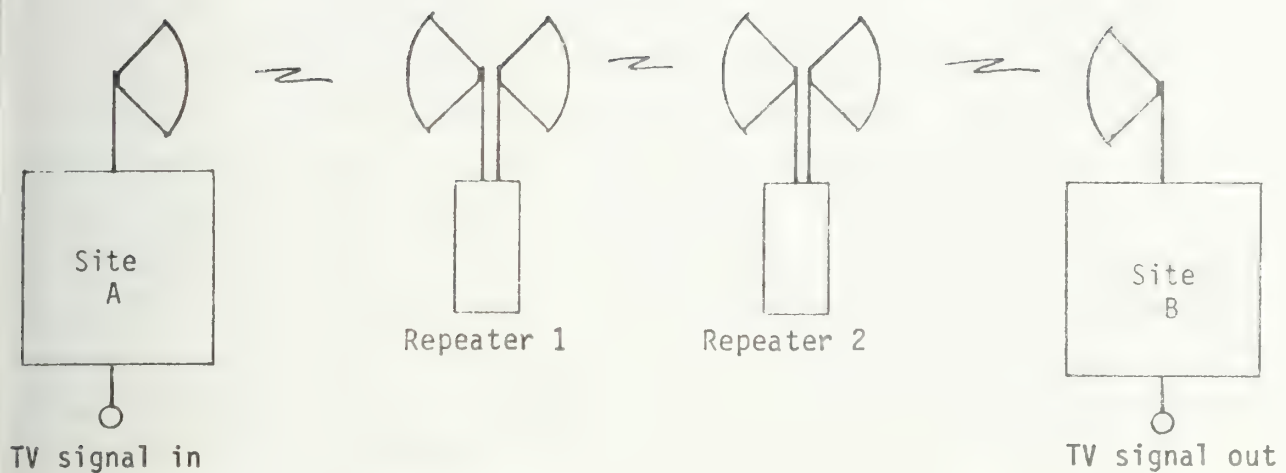 Site
A
Repeater 1
Repeater 2
Site
B
TV signal in
TV signal out